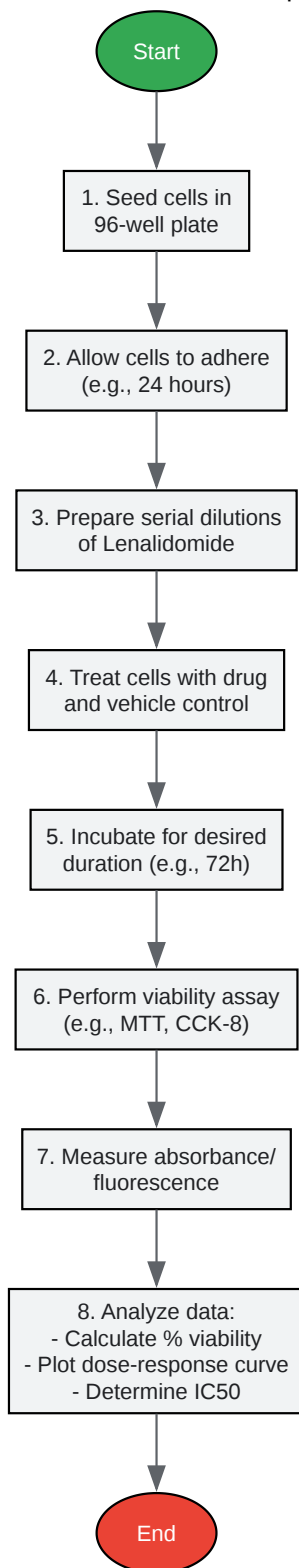 Start
1. Seed cells in
96-well plate
2. Allow cells to adhere
(e.g., 24 hours)
3. Prepare serial dilutions
of Lenalidomide
4. Treat cells with drug
and vehicle control
5. Incubate for desired
duration (e.g., 72h)
6. Perform viability assay
(e.g., MTT, CCK-8)
7. Measure absorbance/
fluorescence
8. Analyze data:
- Calculate % viability
- Plot dose-response curve
- Determine IC50
End